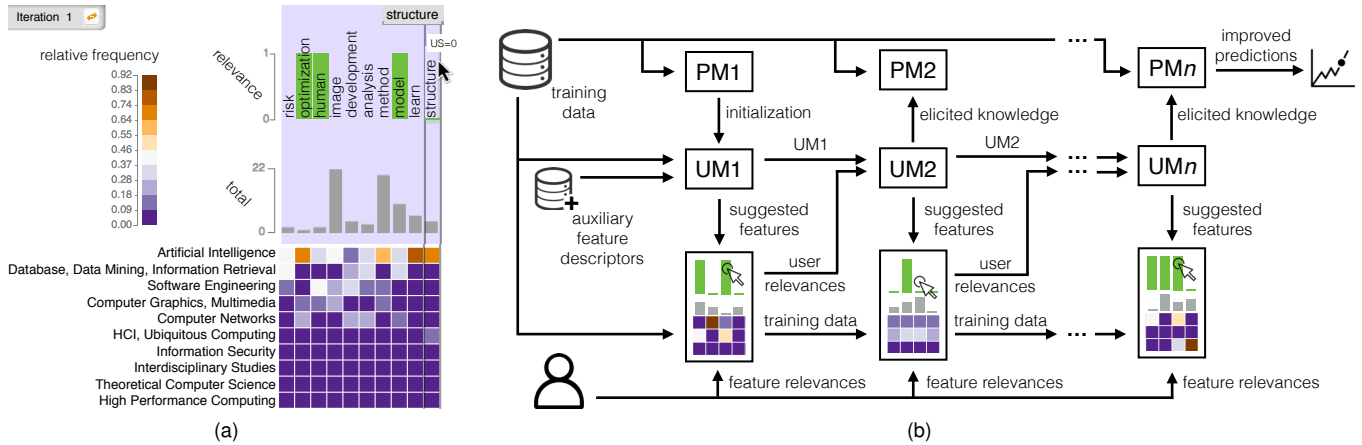 Iteration 1
structure
US=0
relative frequency
0.92
0.83
0.74
0.64
0.55
0.46
0.37
0.28
0.18
0.09
0.00
relevance
1
0
risk
optimization
human
image
development
analysis
method
model
learn
structure
total
22
0
Artificial Intelligence
Database, Data Mining, Information Retrieval
Software Engineering
Computer Graphics, Multimedia
Computer Networks
HCI, Ubiquitous Computing
Information Security
Interdisciplinary Studies
Theoretical Computer Science
High Performance Computing
(a)
training
data
PM1
PM2
...
PMn
improved
predictions
initialization
elicited knowledge
elicited knowledge
UM1
UM1
UM2
UM2
...
...
UMn
auxiliary
feature
descriptors
suggested
features
suggested
features
suggested
features
user
relevances
user
relevances
training data
training data
...
feature relevances
feature relevances
feature relevances
(b)